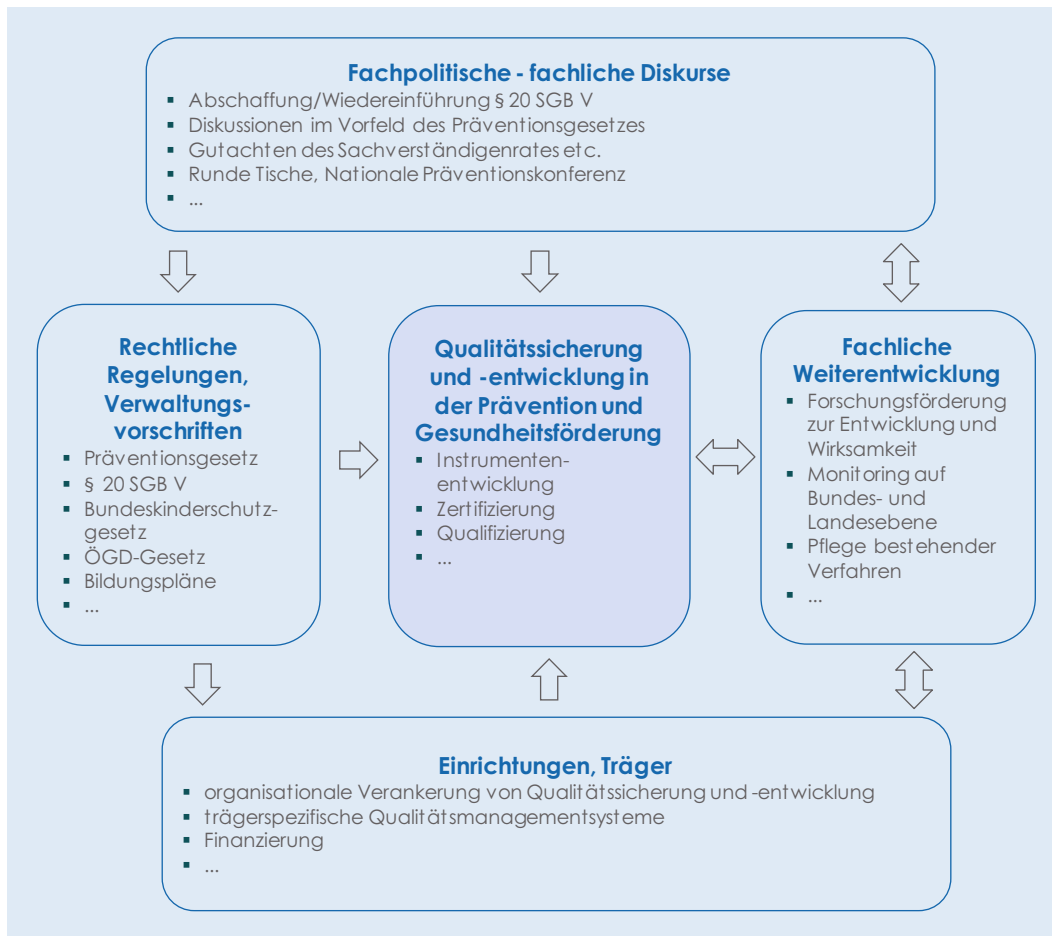 Fachpolitische - fachliche Diskurse
▪ Abschaffung/Wiedereinführung § 20 SGB V
▪ Diskussionen im Vorfeld des Präventionsgesetzes
▪ Gutachten des Sachverständigenrates etc.
▪ Runde Tische, Nationale Präventionskonferenz
▪ ...
Rechtliche
Regelungen,
Verwaltungs-
vorschriften
▪ Präventionsgesetz
▪ § 20 SGB V
▪ Bundeskinderschutz-
gesetz
▪ ÖGD-Gesetz
▪ Bildungspläne
▪ ...
Qualitätssicherung
und -entwicklung in
der Prävention und
Gesundheitsförderung
▪ Instrumenten-
entwicklung
▪ Zertifizierung
▪ Qualifizierung
▪ ...
Fachliche
Weiterentwicklung
▪ Forschungsförderung
zur Entwicklung und
Wirksamkeit
▪ Monitoring auf
Bundes- und
Landesebene
▪ Pflege bestehender
Verfahren
▪ ...
Einrichtungen, Träger
▪ organisationale Verankerung von Qualitätssicherung und -entwicklung
▪ trägerspezifische Qualitätsmanagementsysteme
▪ Finanzierung
▪ ...